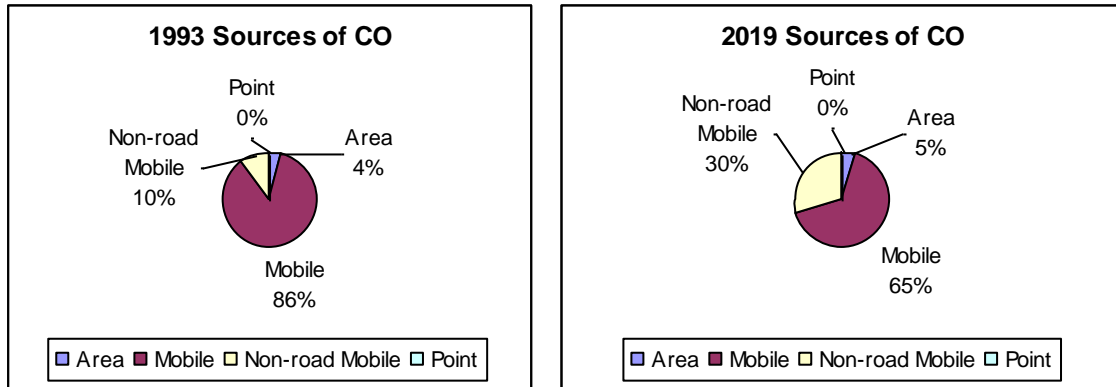 1993 Sources of CO
Point
0%
Non-road
Mobile
10%
Area
4%
Mobile
86%
Area Mobile Non-road Mobile Point
2019 Sources of CO
Point
0%
Non-road
Mobile
30%
Area
5%
Mobile
65%
Area Mobile Non-road Mobile Point